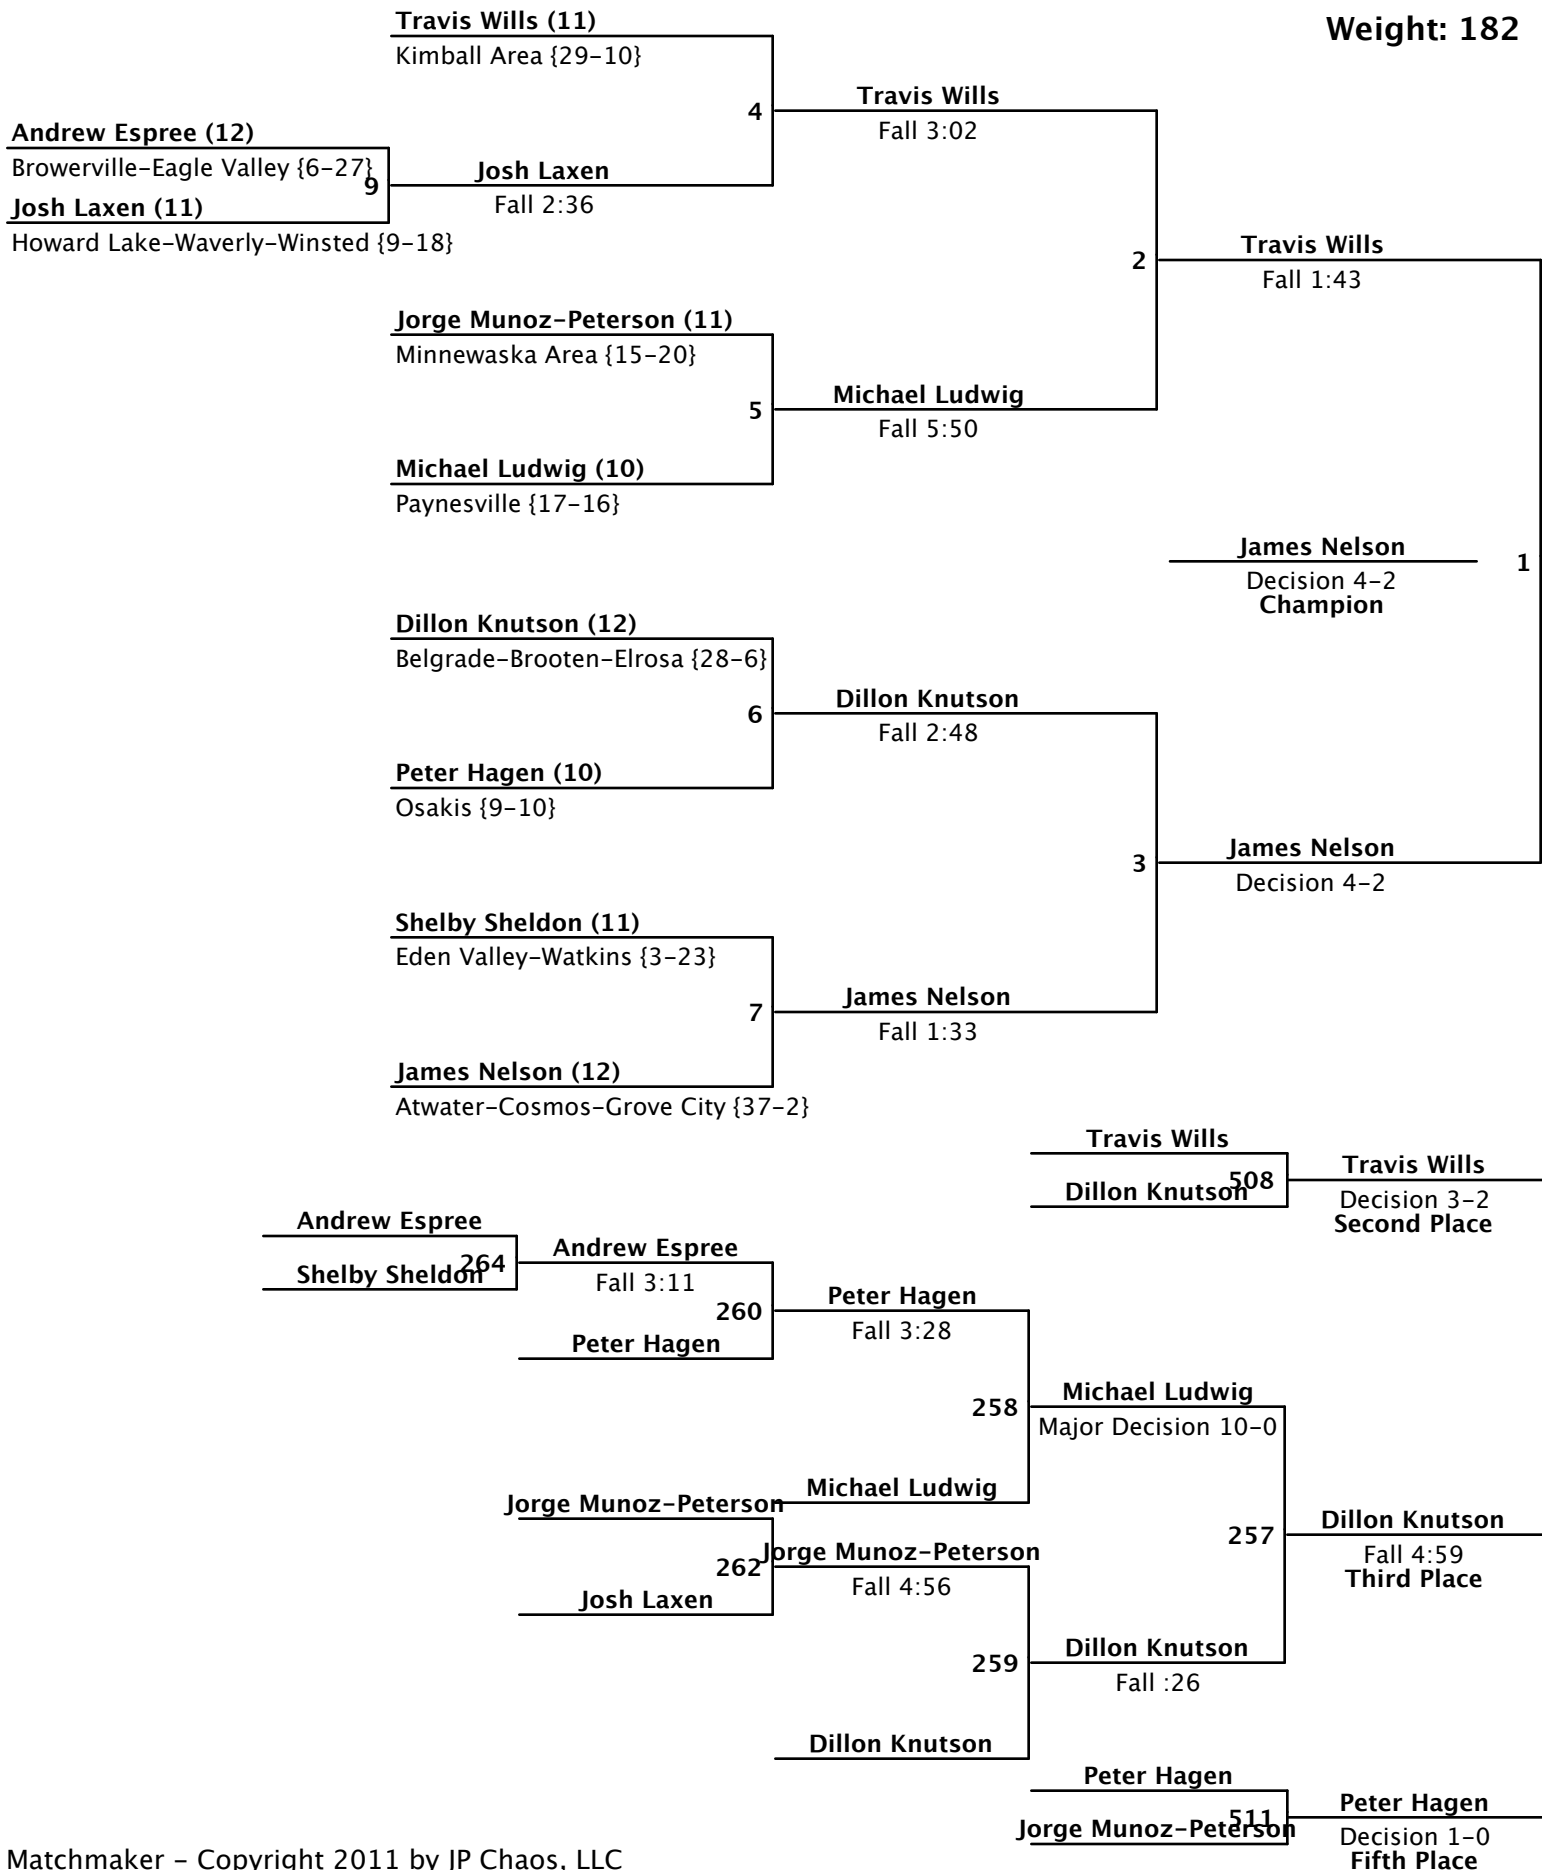 Weight: 182
Travis Wills (11)
Kimball Area {29-10}
4
Travis Wills
Fall 3:02
Andrew Espree (12)
Browerville-Eagle Valley {6-27}
9
Josh Laxen
Fall 2:36
Josh Laxen (11)
Howard Lake-Waverly-Winsted {9-18}
2
Travis Wills
Fall 1:43
Jorge Munoz-Peterson (11)
Minnewaska Area {15-20}
5
Michael Ludwig
Fall 5:50
Michael Ludwig (10)
Paynesville {17-16}
James Nelson
Decision 4-2
Champion
1
Dillon Knutson (12)
Belgrade-Brooten-Elrosa {28-6}
6
Dillon Knutson
Fall 2:48
Peter Hagen (10)
Osakis {9-10}
3
James Nelson
Decision 4-2
Shelby Sheldon (11)
Eden Valley-Watkins {3-23}
7
James Nelson
Fall 1:33
James Nelson (12)
Atwater-Cosmos-Grove City {37-2}
Travis Wills
Dillon Knutson
508
Travis Wills
Decision 3-2
Second Place
Andrew Espree
Shelby Sheldon
264
Andrew Espree
Fall 3:11
260
Peter Hagen
Peter Hagen
Fall 3:28
258
Michael Ludwig
Major Decision 10-0
Michael Ludwig
Jorge Munoz-Peterson
262
Josh Laxen
Jorge Munoz-Peterson
Fall 4:56
257
Dillon Knutson
Fall 4:59
Third Place
259
Dillon Knutson
Fall :26
Dillon Knutson
Peter Hagen
Jorge Munoz-Peterson
511
Peter Hagen
Decision 1-0
Fifth Place
Matchmaker - Copyright 2011 by JP Chaos, LLC